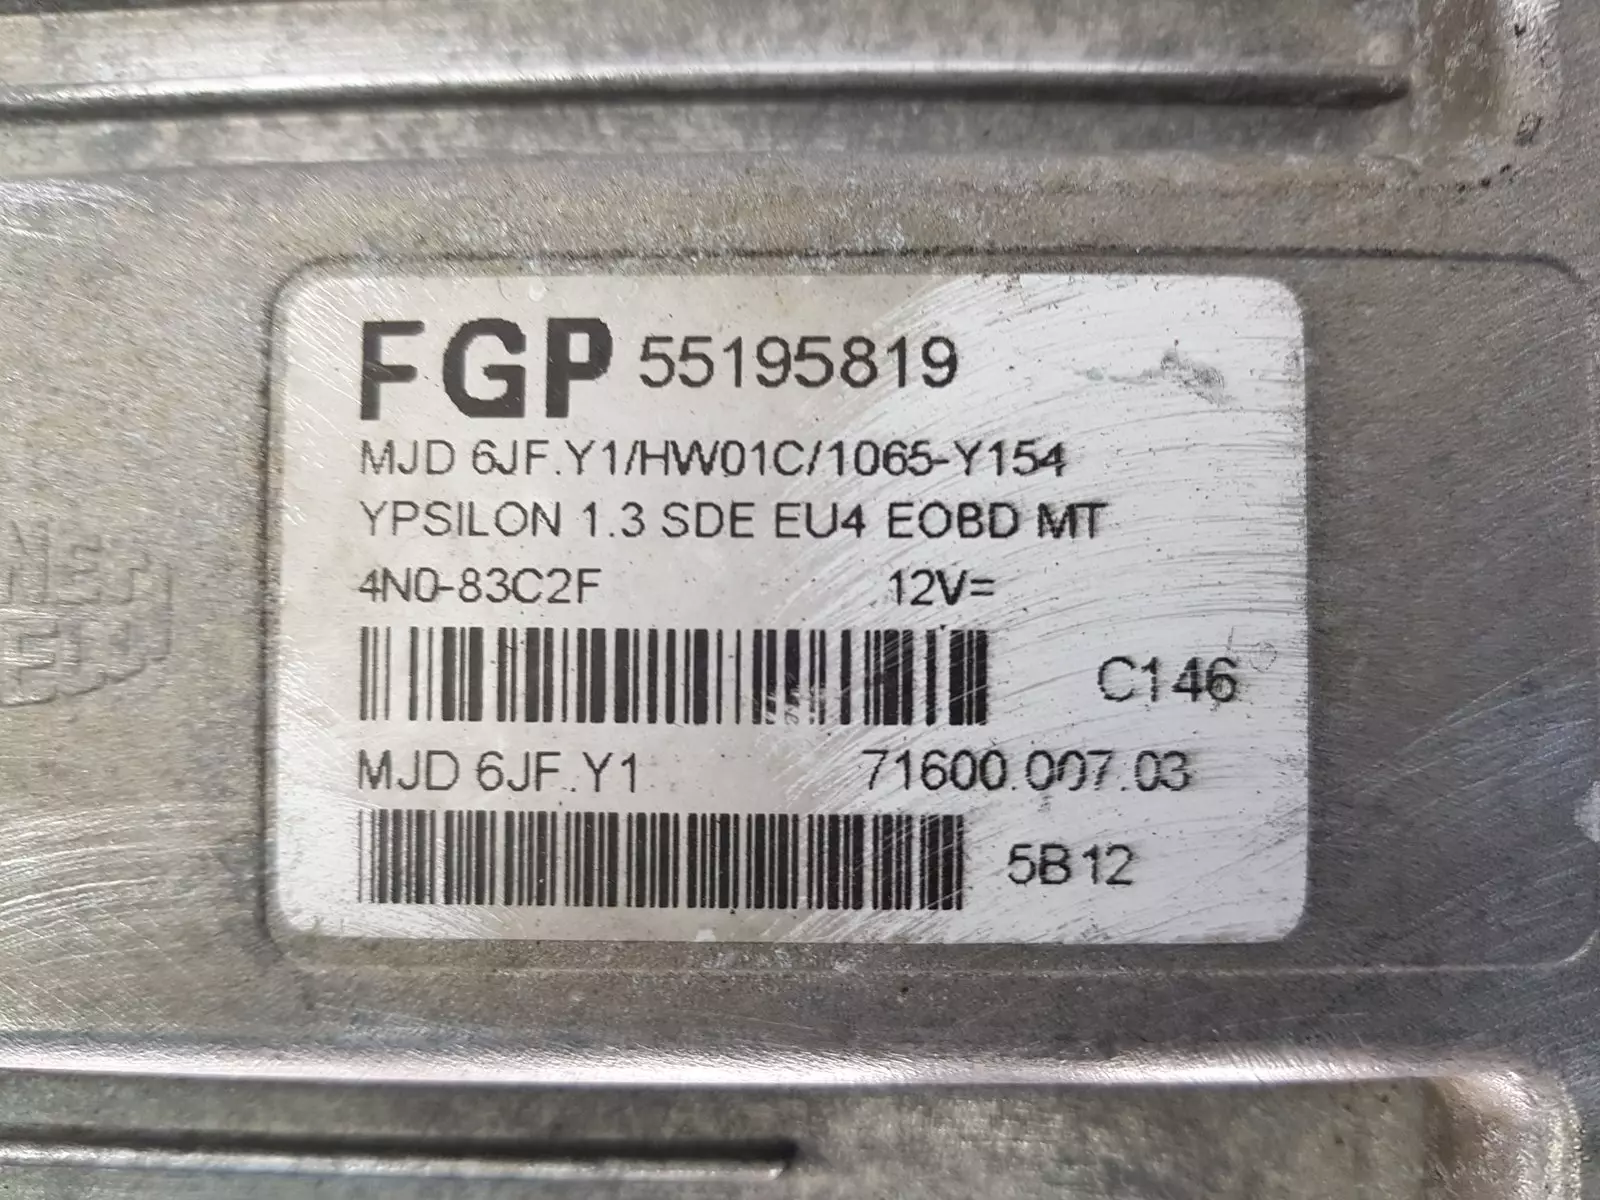 FGP 55195819
MJD 6JF.Y1/HW01C/1065-Y154
YPSILON 1.3 SDE EU4 EOBD MT
4N0-83C2F 12V=
C146
MJD 6JF.Y1 71600.007.03
5B12